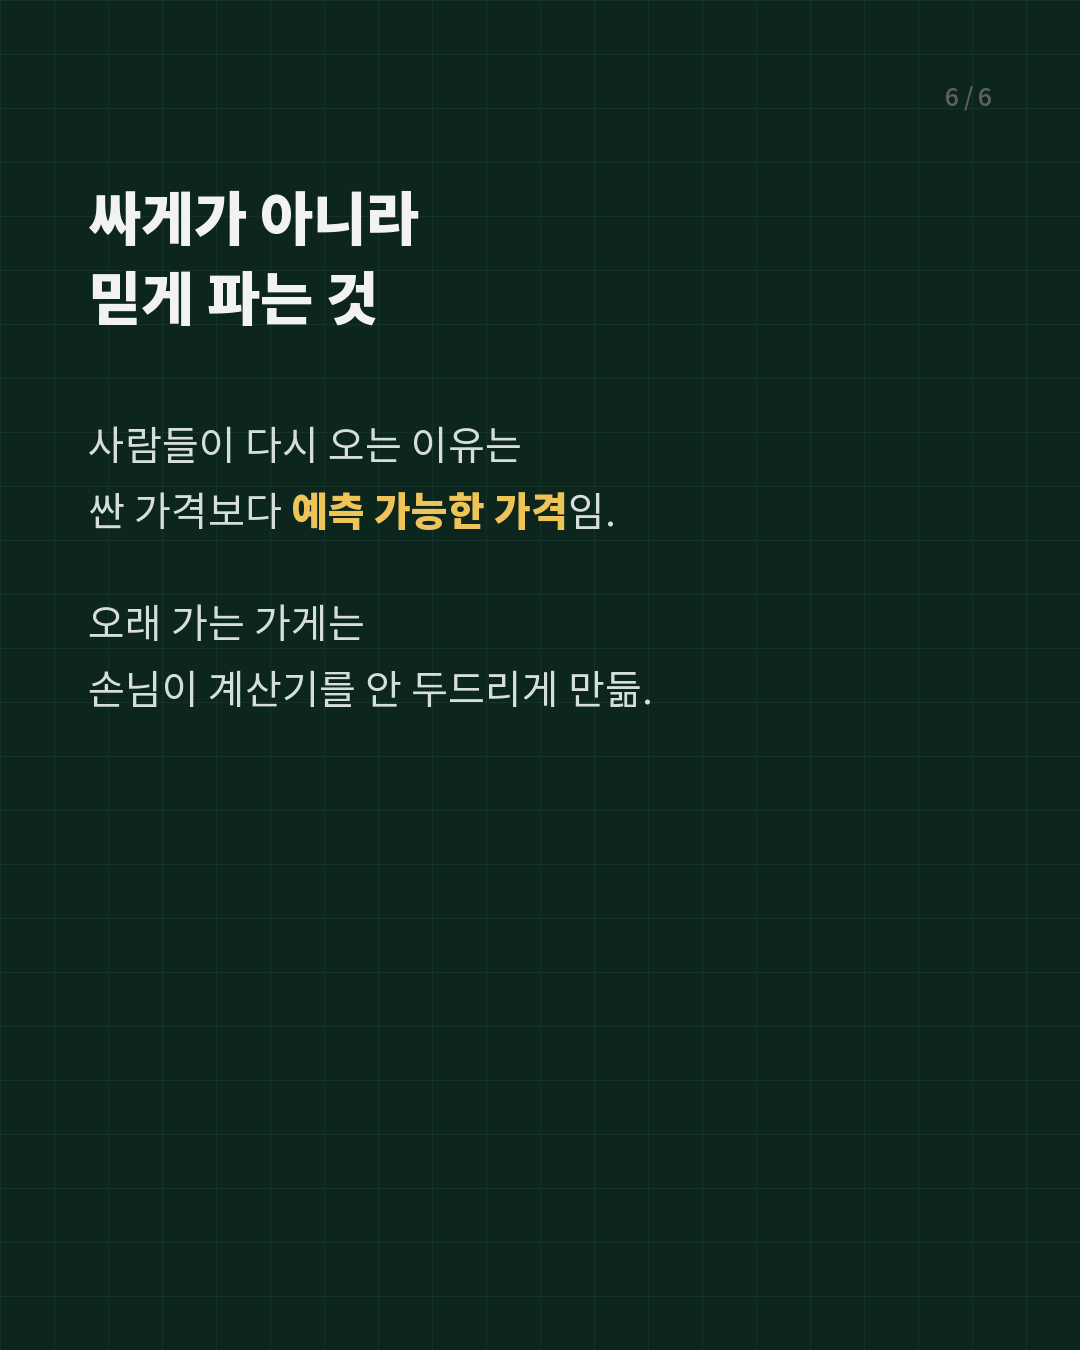 6 / 6
싸게가 아니라
믿게 파는 것
사람들이 다시 오는 이유는
싼 가격보다 예측 가능한 가격임.
오래 가는 가게는
손님이 계산기를 안 두드리게 만듦.